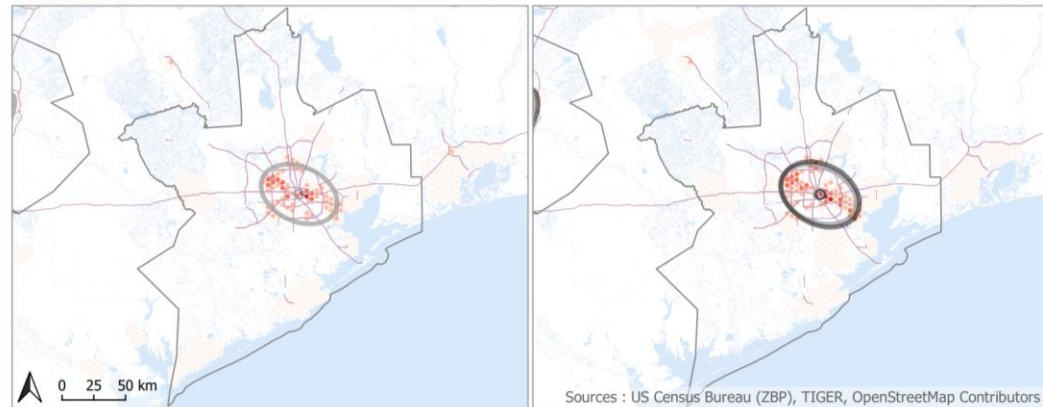 0 25 50 km
Sources : US Census Bureau (ZBP), TIGER, OpenStreetMap Contributors